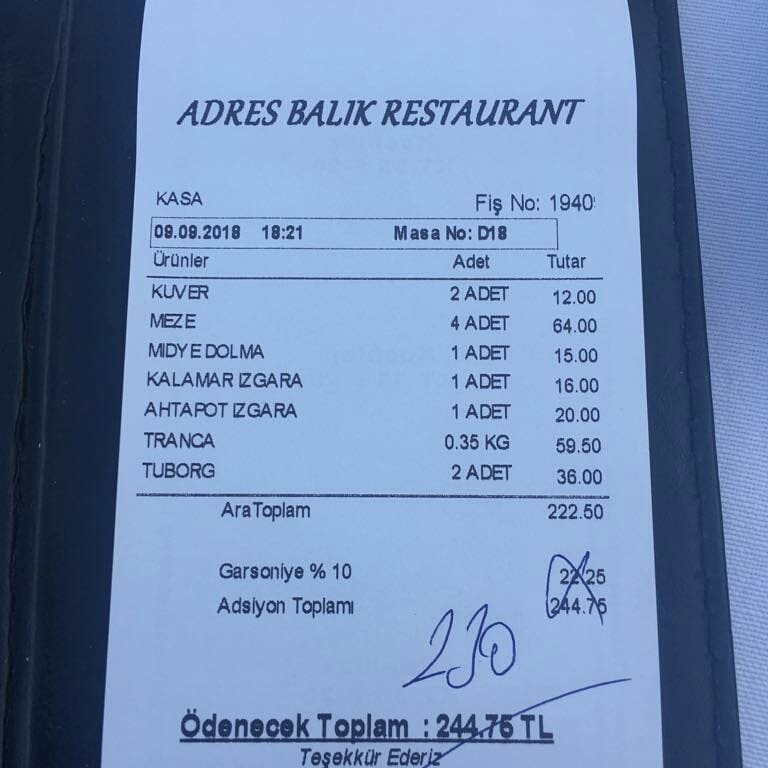 ADRES BALIK RESTAURANT
KASA Fiş No: 1940
09.09.2018 18:21 Masa No: D18
Ürünler Adet Tutar
KUVER 2 ADET 12.00
MEZE 4 ADET 64.00
MIDYE DOLMA 1 ADET 15.00
KALAMAR IZGARA 1 ADET 16.00
AHTAPOT IZGARA 1 ADET 20.00
TRANCA 0.35 KG 59.50
TUBORG 2 ADET 36.00
Ara Toplam 222.50
Garsoniye % 10 22.25
Adsiyon Toplamı 244.75
230
Ödenecek Toplam : 244.75 TL
Teşekkür Ederiz